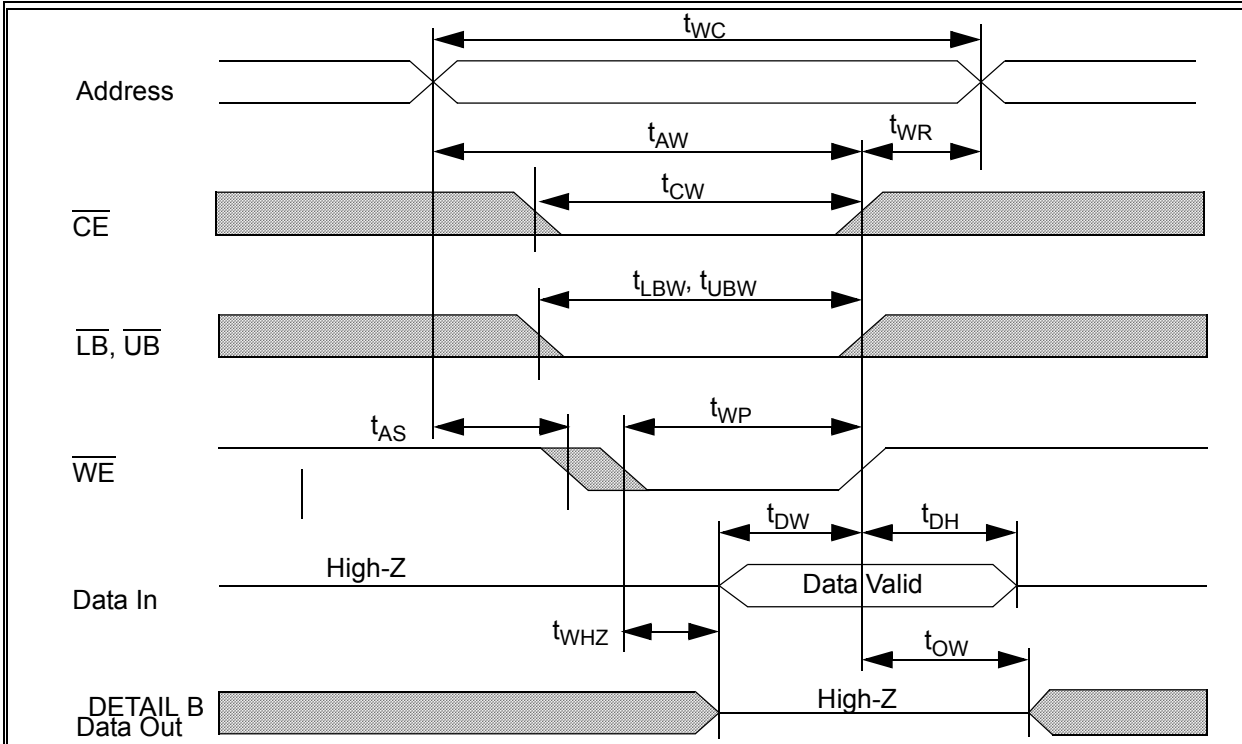 tWC
Address
tAW
tWR
tCW
CE
tLBW, tUBW
LB, UB
tAS
tWP
WE
tDW
tDH
High-Z
Data Valid
Data In
tWHZ
tOW
DETAIL B
High-Z
Data Out